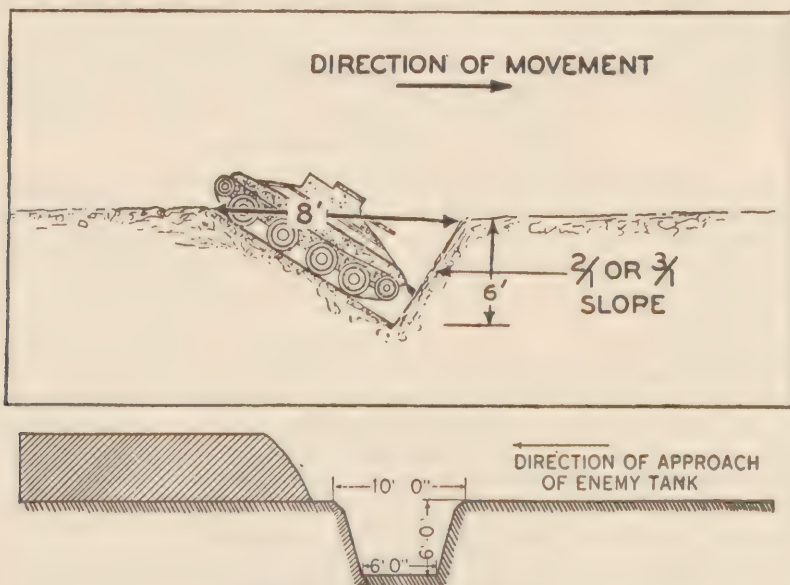 DIRECTION OF MOVEMENT
8'
6'
2/1 OR 3/1
SLOPE
DIRECTION OF APPROACH
OF ENEMY TANK
10' 0"
6' 0"
6' 0"